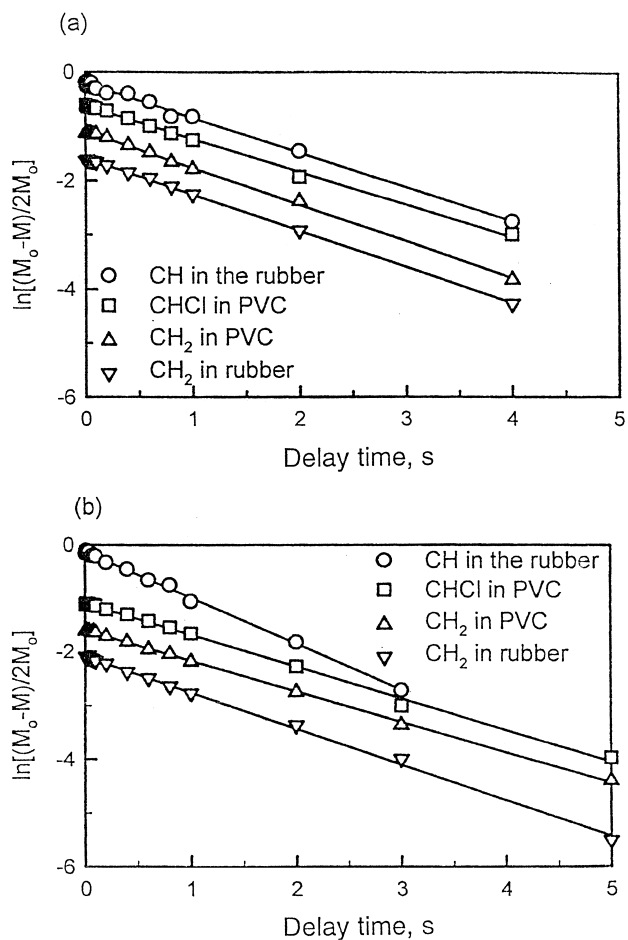 (a)
0
-2
-4
-6
ln[(Mₒ-M)/2Mₒ]
CH in the rubber
CHCl in PVC
CH₂ in PVC
CH₂ in rubber
0 1 2 3 4 5
Delay time, s
(b)
0
-2
-4
-6
ln[(Mₒ-M)/2Mₒ]
CH in the rubber
CHCl in PVC
CH₂ in PVC
CH₂ in rubber
0 1 2 3 4 5
Delay time, s